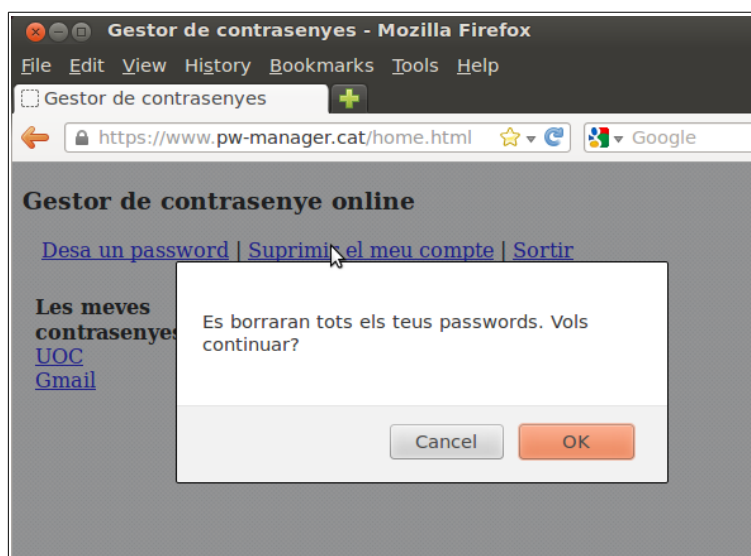 Gestor de contrasenyes - Mozilla Firefox
File Edit View History Bookmarks Tools Help
Gestor de contrasenyes
https://www.pw-manager.cat/home.html Google
Gestor de contrasenye online
Desa un password | Suprimir el meu compte | Sortir
Les meves
contrasenyes
UOC
Gmail
Es borraran tots els teus passwords. Vols
continuar?
Cancel OK